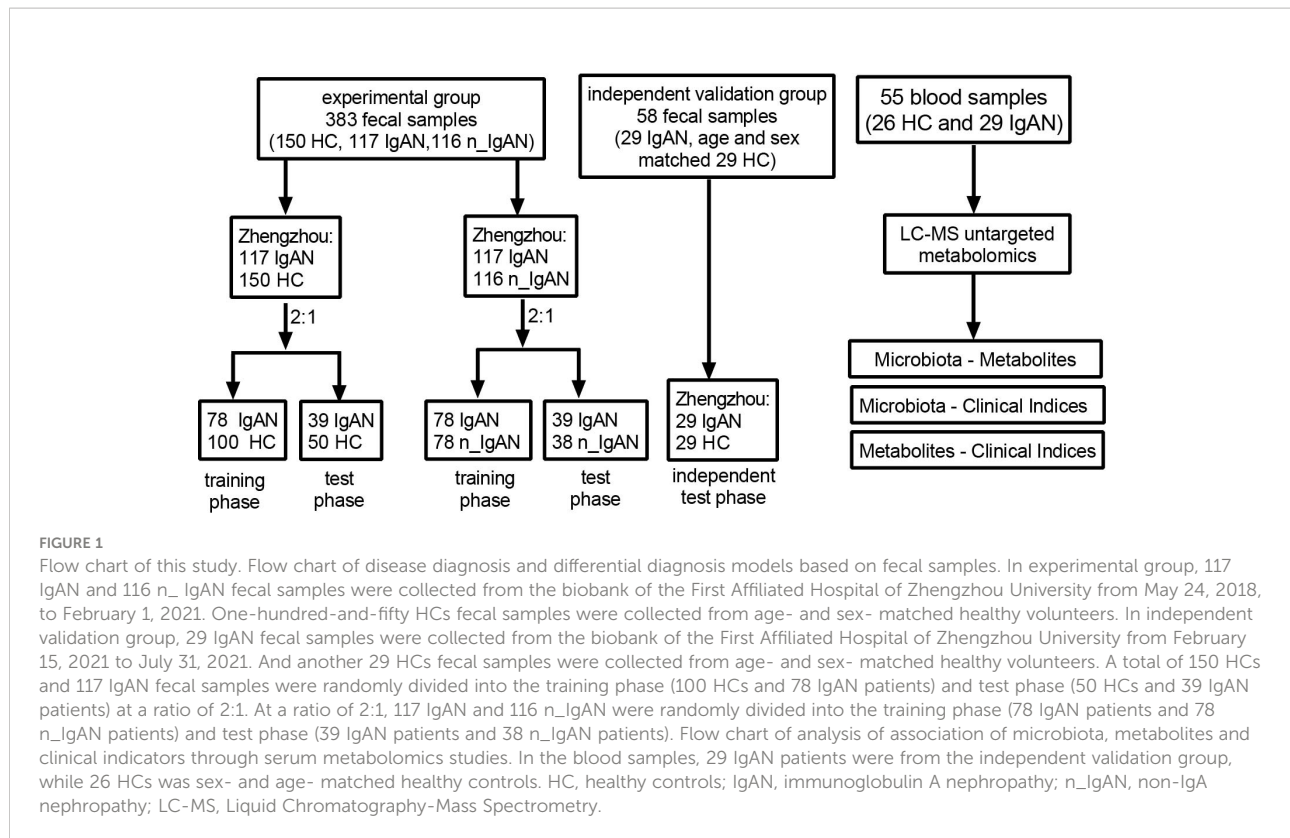 experimental group
383 fecal samples
(150 HC, 117 IgAN,116 n_IgAN)
independent validation group
58 fecal samples
(29 IgAN, age and sex
matched 29 HC)
55 blood samples
(26 HC and 29 IgAN)
Zhengzhou:
117 IgAN
150 HC
Zhengzhou:
117 IgAN
116 n_IgAN
LC-MS untargeted
metabolomics
2:1
2:1
Microbiota - Metabolites
Microbiota - Clinical Indices
Metabolites - Clinical Indices
78 IgAN
100 HC
training
phase
39 IgAN
50 HC
test
phase
78 IgAN
78 n_IgAN
training
phase
39 IgAN
38 n_IgAN
test
phase
Zhengzhou:
29 IgAN
29 HC
independent
test phase
FIGURE 1
Flow chart of this study. Flow chart of disease diagnosis and differential diagnosis models based on fecal samples. In experimental group, 117
IgAN and 116 n_ IgAN fecal samples were collected from the biobank of the First Affiliated Hospital of Zhengzhou University from May 24, 2018,
to February 1, 2021. One-hundred-and-fifty HCs fecal samples were collected from age- and sex- matched healthy volunteers. In independent
validation group, 29 IgAN fecal samples were collected from the biobank of the First Affiliated Hospital of Zhengzhou University from February
15, 2021 to July 31, 2021. And another 29 HCs fecal samples were collected from age- and sex- matched healthy volunteers. A total of 150 HCs
and 117 IgAN fecal samples were randomly divided into the training phase (100 HCs and 78 IgAN patients) and test phase (50 HCs and 39 IgAN
patients) at a ratio of 2:1. At a ratio of 2:1, 117 IgAN and 116 n_IgAN were randomly divided into the training phase (78 IgAN patients and 78
n_IgAN patients) and test phase (39 IgAN patients and 38 n_IgAN patients). Flow chart of analysis of association of microbiota, metabolites and
clinical indicators through serum metabolomics studies. In the blood samples, 29 IgAN patients were from the independent validation group,
while 26 HCs was sex- and age- matched healthy controls. HC, healthy controls; IgAN, immunoglobulin A nephropathy; n_IgAN, non-IgA
nephropathy; LC-MS, Liquid Chromatography-Mass Spectrometry.